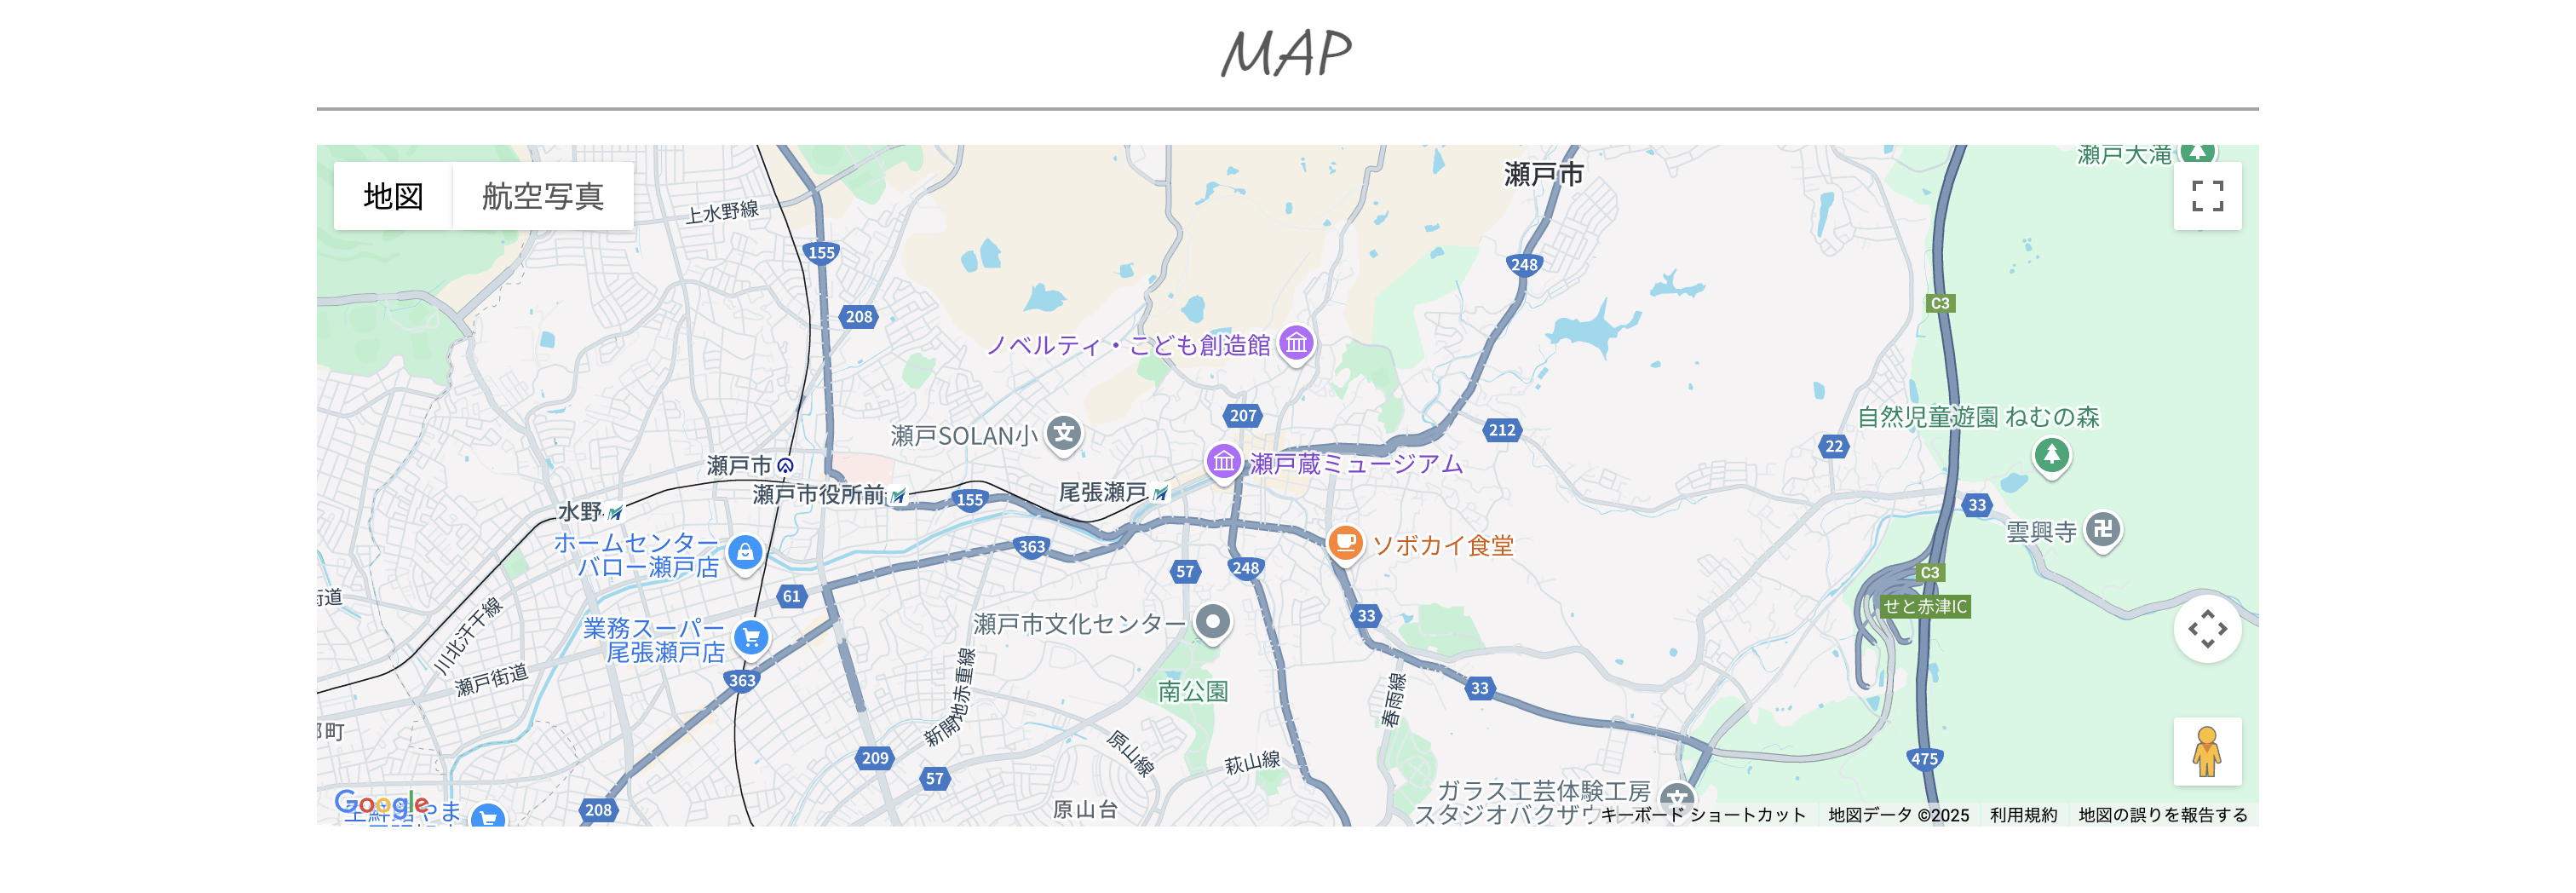 MAP
地図
航空写真
瀬戸大滝
瀬戸市
上水野線
155
248
208
C3
ノベルティ・こども創造館
207
212
22
自然児童遊園 ねむの森
瀬戸SOLAN小
瀬戸蔵ミュージアム
瀬戸市
瀬戸市役所前
155
尾張瀬戸
水野
33
雲興寺
ホームセンター
バロー瀬戸店
363
ソボカイ食堂
57
248
C3
61
せと赤津IC
街道
33
瀬戸市文化センター
業務スーパー
尾張瀬戸店
川北汗干線
瀬戸街道
363
新開地赤重線
南公園
春雨線
33
209
57
原山線
萩山線
475
208
原山台
ガラス工芸体験工房
Google
キーボード ショートカット
地図データ ©2025
利用規約
地図の誤りを報告する